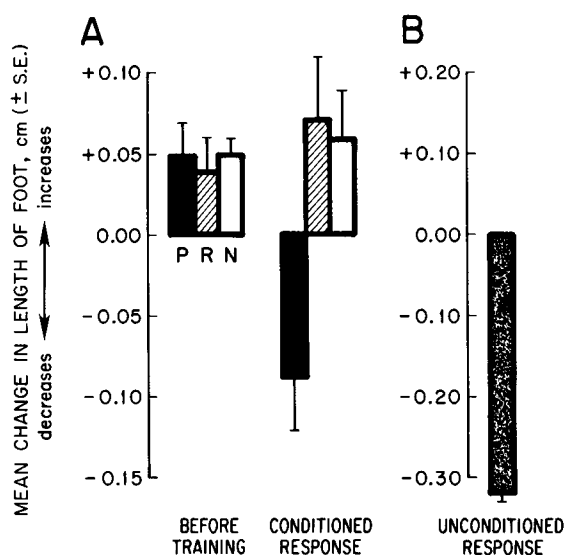 A
B
MEAN CHANGE IN LENGTH OF FOOT, cm (± S.E.)
decreases
increases
+0.10
+0.05
0.00
-0.05
-0.10
-0.15
P R N
+0.20
+0.10
0.00
-0.10
-0.20
-0.30
BEFORE
TRAINING
CONDITIONED
RESPONSE
UNCONDITIONED
RESPONSE